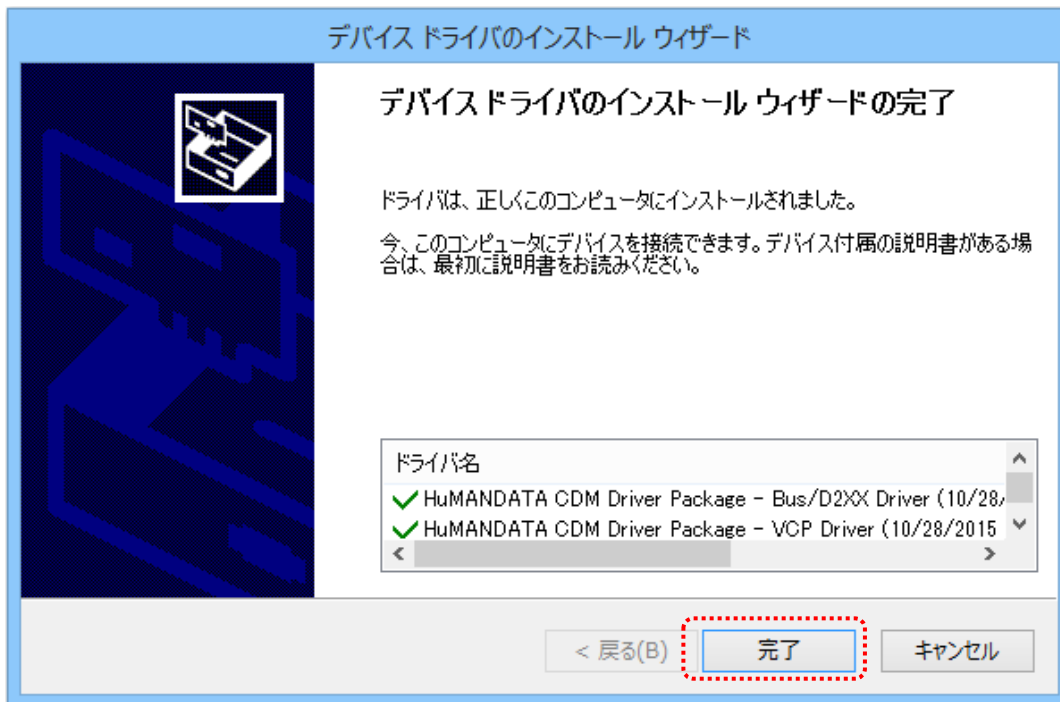 デバイス ドライバのインストール ウィザード
デバイス ドライバのインストール ウィザードの完了
ドライバは、正しくこのコンピュータにインストールされました。
今、このコンピュータにデバイスを接続できます。デバイス付属の説明書がある場
合は、最初に説明書をお読みください。
ドライバ名
HuMANDATA CDM Driver Package - Bus/D2XX Driver (10/28/
HuMANDATA CDM Driver Package - VCP Driver (10/28/2015
< 戻る(B)
完了
キャンセル